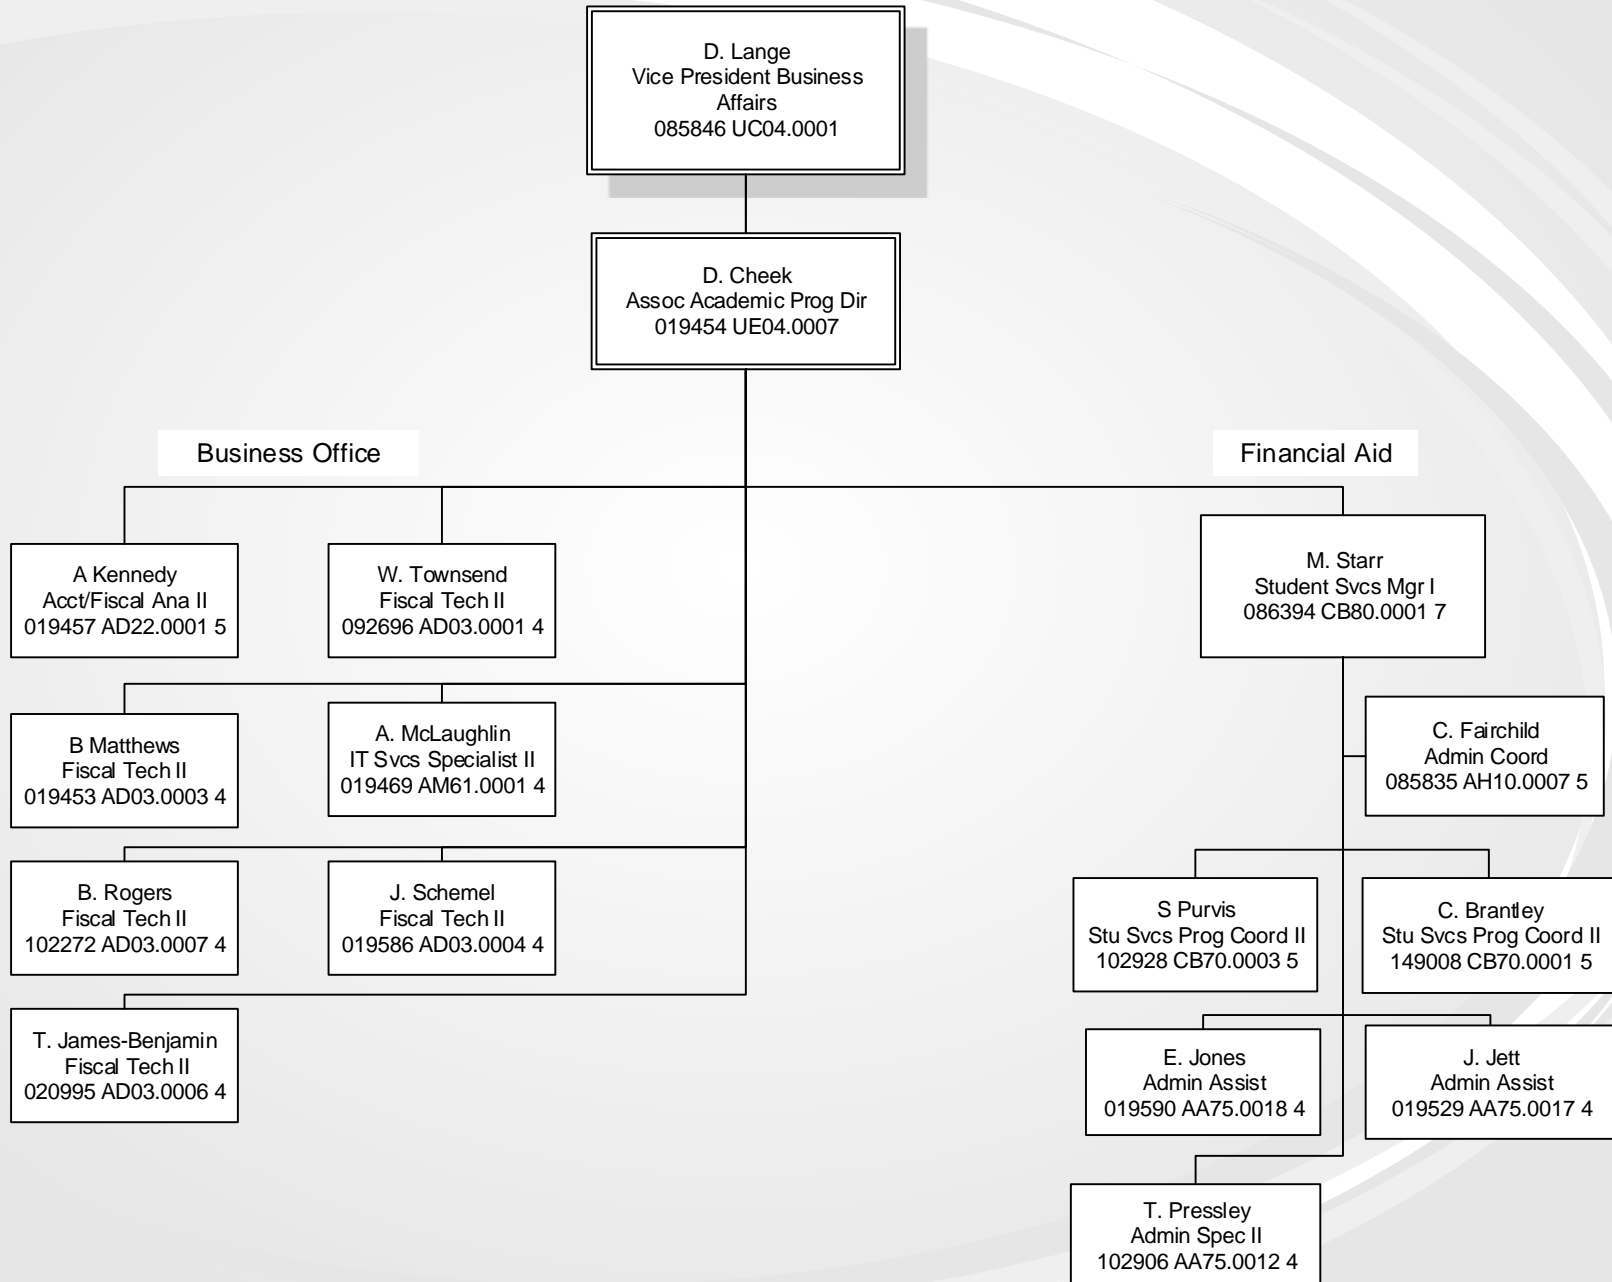 D. Lange
Vice President Business
Affairs
085846 UC04.0001
D. Cheek
Assoc Academic Prog Dir
019454 UE04.0007
Business Office
Financial Aid
A Kennedy
Acct/Fiscal Ana II
019457 AD22.0001 5
W. Townsend
Fiscal Tech II
092696 AD03.0001 4
M. Starr
Student Svcs Mgr I
086394 CB80.0001 7
B Matthews
Fiscal Tech II
019453 AD03.0003 4
A. McLaughlin
IT Svcs Specialist II
019469 AM61.0001 4
C. Fairchild
Admin Coord
085835 AH10.0007 5
B. Rogers
Fiscal Tech II
102272 AD03.0007 4
J. Schemel
Fiscal Tech II
019586 AD03.0004 4
S Purvis
Stu Svcs Prog Coord II
102928 CB70.0003 5
C. Brantley
Stu Svcs Prog Coord II
149008 CB70.0001 5
T. James-Benjamin
Fiscal Tech II
020995 AD03.0006 4
E. Jones
Admin Assist
019590 AA75.0018 4
J. Jett
Admin Assist
019529 AA75.0017 4
T. Pressley
Admin Spec II
102906 AA75.0012 4